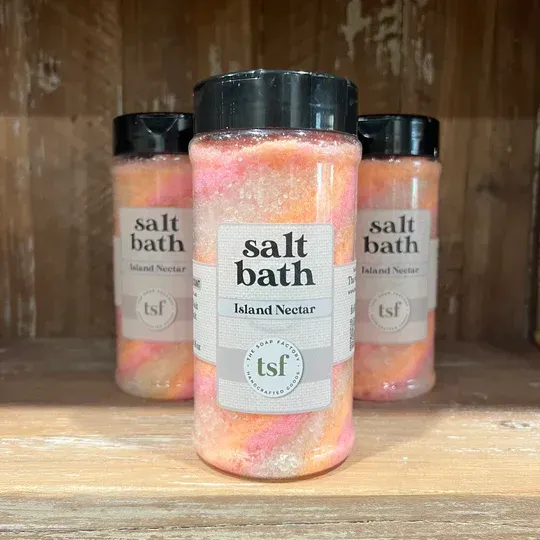 salt
bath
Island Nectar
THE SOAP FACTORY
tsf
HANDCRAFTED GOODS
salt
bath
Island Nectar
tsf
salt
bath
Island Nectar
tsf